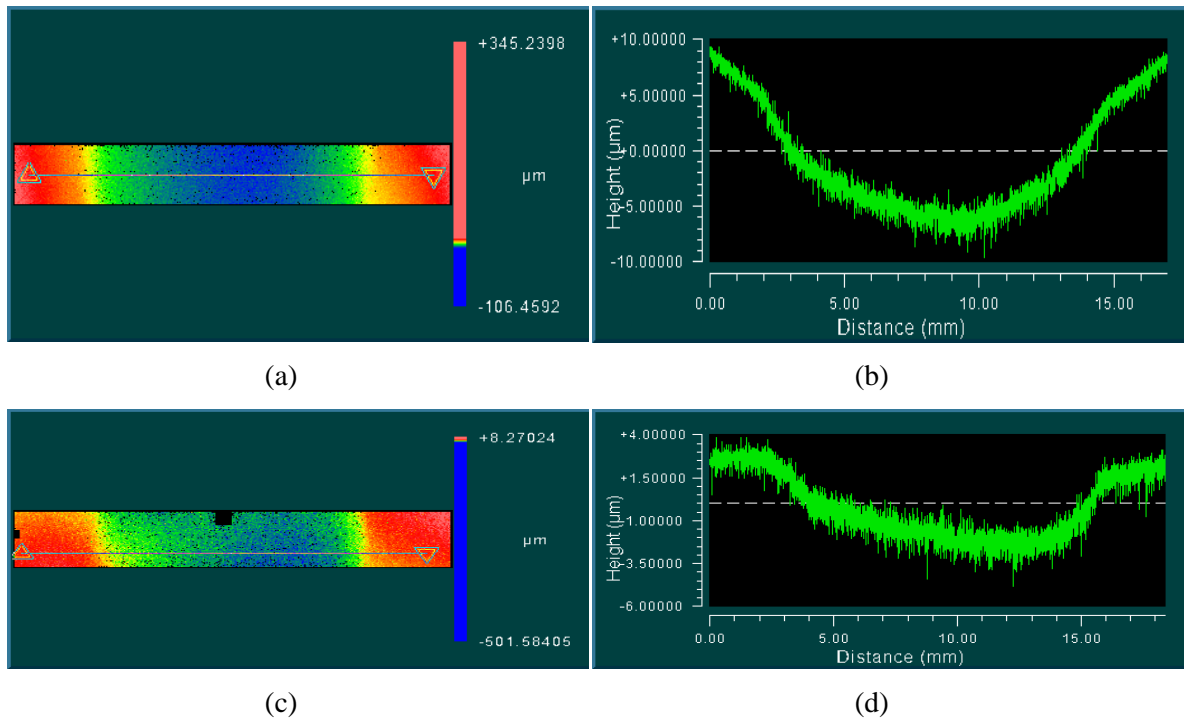 +345.2398
µm
-106.4592
(a)
+10.00000
+5.00000
+0.00000
-5.00000
-10.00000
Height (µm)
0.00
5.00
10.00
15.00
Distance (mm)
(b)
+8.27024
µm
-501.58405
(c)
+4.00000
+1.50000
-1.00000
-3.50000
-6.00000
Height (µm)
0.00
5.00
10.00
15.00
Distance (mm)
(d)